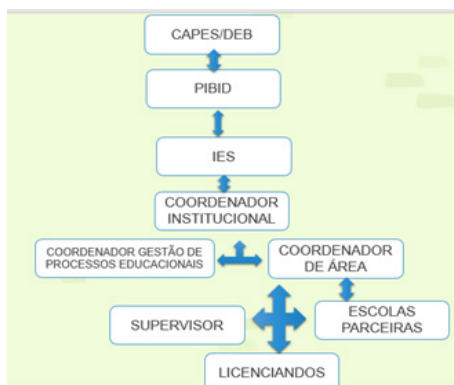 CAPES/DEB
PIBID
IES
COORDENADOR
INSTITUCIONAL
COORDENADOR GESTÃO DE
PROCESSOS EDUCACIONAIS
COORDENADOR
DE ÁREA
SUPERVISOR
ESCOLAS
PARCEIRAS
LICENCIANDOS